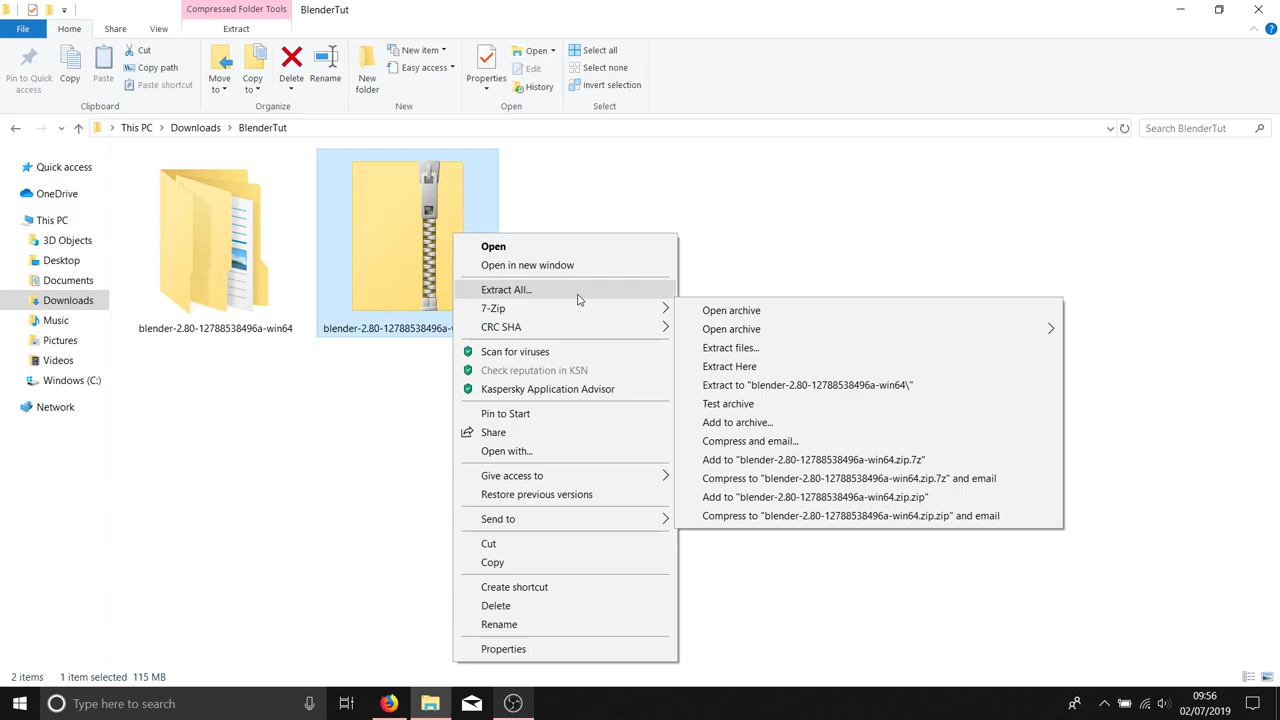 Compressed Folder Tools
BlenderTut
File
Home
Share
View
Extract
Pin to Quick access
Copy
Paste
Cut
Copy path
Paste shortcut
Clipboard
Move to
Copy to
Delete
Rename
Organize
New folder
New item
Easy access
New
Properties
Open
Edit
History
Open
Select all
Select none
Invert selection
Select
This PC
Downloads
BlenderTut
Search BlenderTut
Quick access
OneDrive
This PC
3D Objects
Desktop
Documents
Downloads
Music
Pictures
Videos
Windows (C:)
Network
blender-2.80-12788538496a-win64
blender-2.80-12788538496a-w
Open
Open in new window
Extract All...
7-Zip
CRC SHA
Scan for viruses
Check reputation in KSN
Kaspersky Application Advisor
Pin to Start
Share
Open with...
Give access to
Restore previous versions
Send to
Cut
Copy
Create shortcut
Delete
Rename
Properties
Open archive
Open archive
Extract files...
Extract Here
Extract to "blender-2.80-12788538496a-win64\"
Test archive
Add to archive...
Compress and email...
Add to "blender-2.80-12788538496a-win64.zip.7z"
Compress to "blender-2.80-12788538496a-win64.zip.7z" and email
Add to "blender-2.80-12788538496a-win64.zip.zip"
Compress to "blender-2.80-12788538496a-win64.zip.zip" and email
2 items
1 item selected 115 MB
Type here to search
09:56
02/07/2019